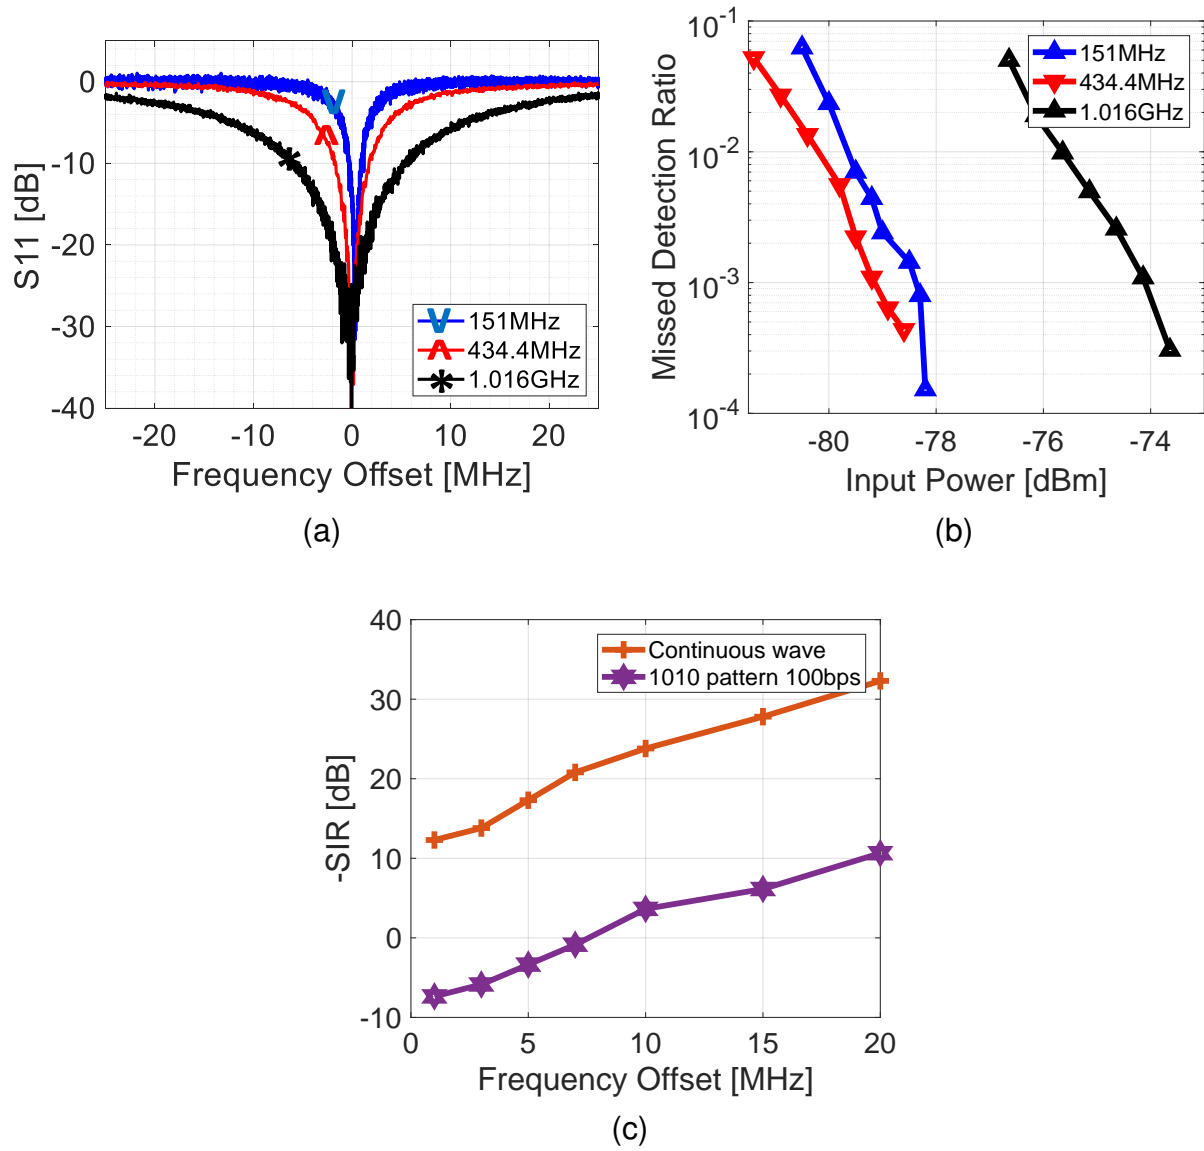 0
-10
-20
-30
-40
S11 [dB]
-20 -10 0 10 20
Frequency Offset [MHz]
151MHz
434.4MHz
1.016GHz
(a)
10-1
10-2
10-3
10-4
Missed Detection Ratio
-80 -78 -76 -74
Input Power [dBm]
151MHz
434.4MHz
1.016GHz
(b)
40
30
20
10
0
-10
-SIR [dB]
0 5 10 15 20
Frequency Offset [MHz]
Continuous wave
1010 pattern 100bps
(c)